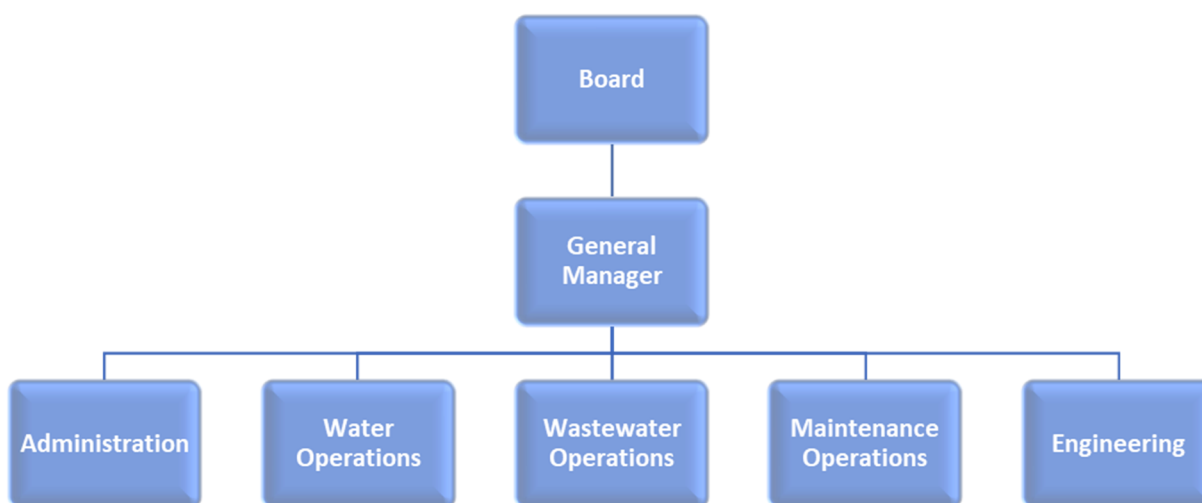 Board
General
Manager
Administration
Water
Operations
Wastewater
Operations
Maintenance
Operations
Engineering